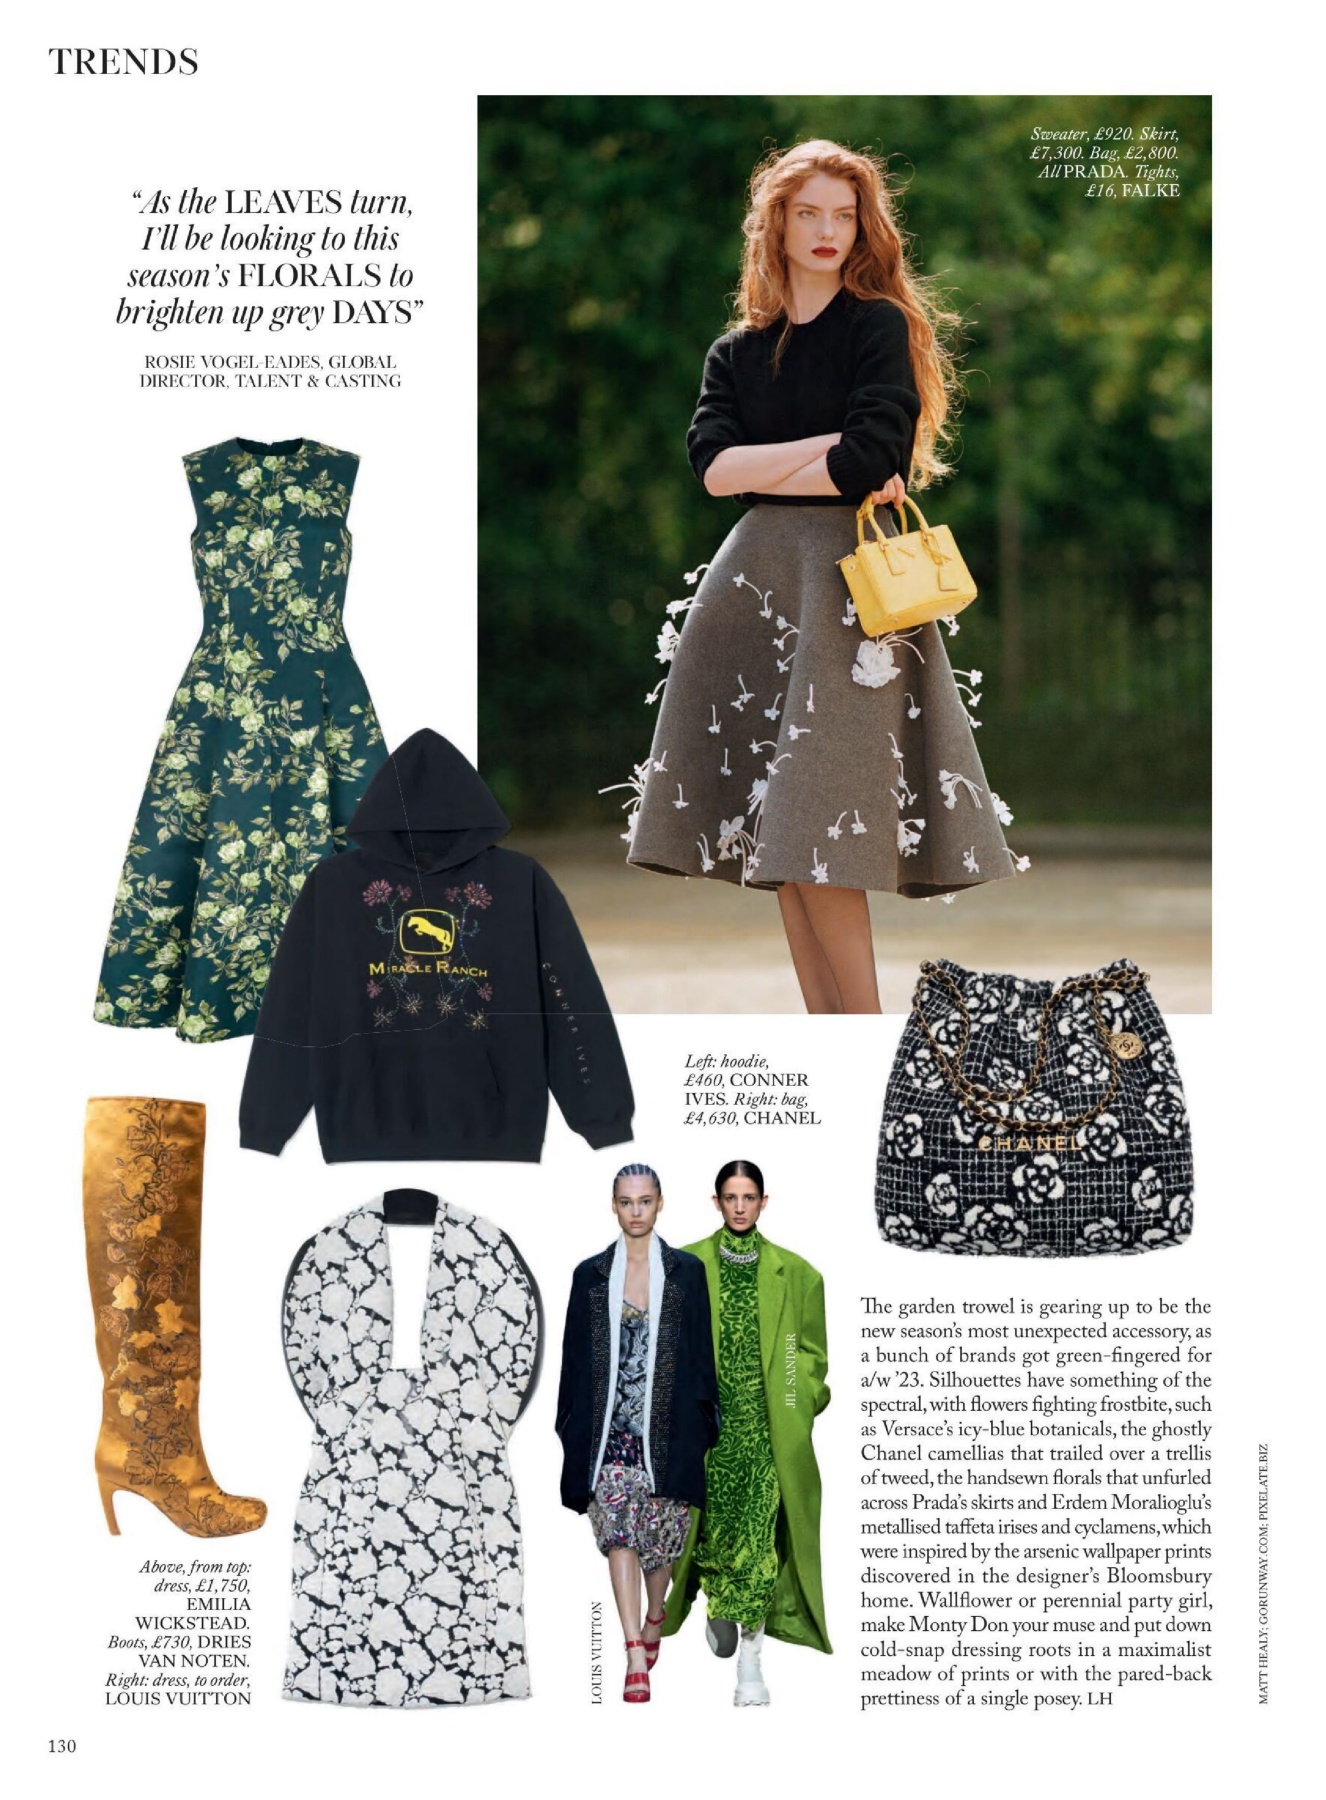 TRENDS
Sweater, £920. Skirt,
£7,300. Bag, £2,800.
All PRADA. Tights,
£16, FALKE
“As the LEAVES turn,
I’ll be looking to this
season’s FLORALS to
brighten up grey DAYS”
ROSIE VOGEL-EADES, GLOBAL
DIRECTOR, TALENT & CASTING
MIRACLE RANCH
CONNER IVES
Left: hoodie,
£460, CONNER
IVES. Right: bag,
£4,630, CHANEL
CHANEL
JIL SANDER
LOUIS VUITTON
Above, from top:
dress, £1,750,
EMILIA
WICKSTEAD.
Boots, £730, DRIES
VAN NOTEN.
Right: dress, to order,
LOUIS VUITTON
The garden trowel is gearing up to be the
new season’s most unexpected accessory, as
a bunch of brands got green-fingered for
a/w ’23. Silhouettes have something of the
spectral, with flowers fighting frostbite, such
as Versace’s icy-blue botanicals, the ghostly
Chanel camellias that trailed over a trellis
of tweed, the handsewn florals that unfurled
across Prada’s skirts and Erdem Moralioglu’s
metallised taffeta irises and cyclamens, which
were inspired by the arsenic wallpaper prints
discovered in the designer’s Bloomsbury
home. Wallflower or perennial party girl,
make Monty Don your muse and put down
cold-snap dressing roots in a maximalist
meadow of prints or with the pared-back
prettiness of a single posey. LH
MATT HEALY; GORUNWAY.COM; PIXELATE.BIZ
130